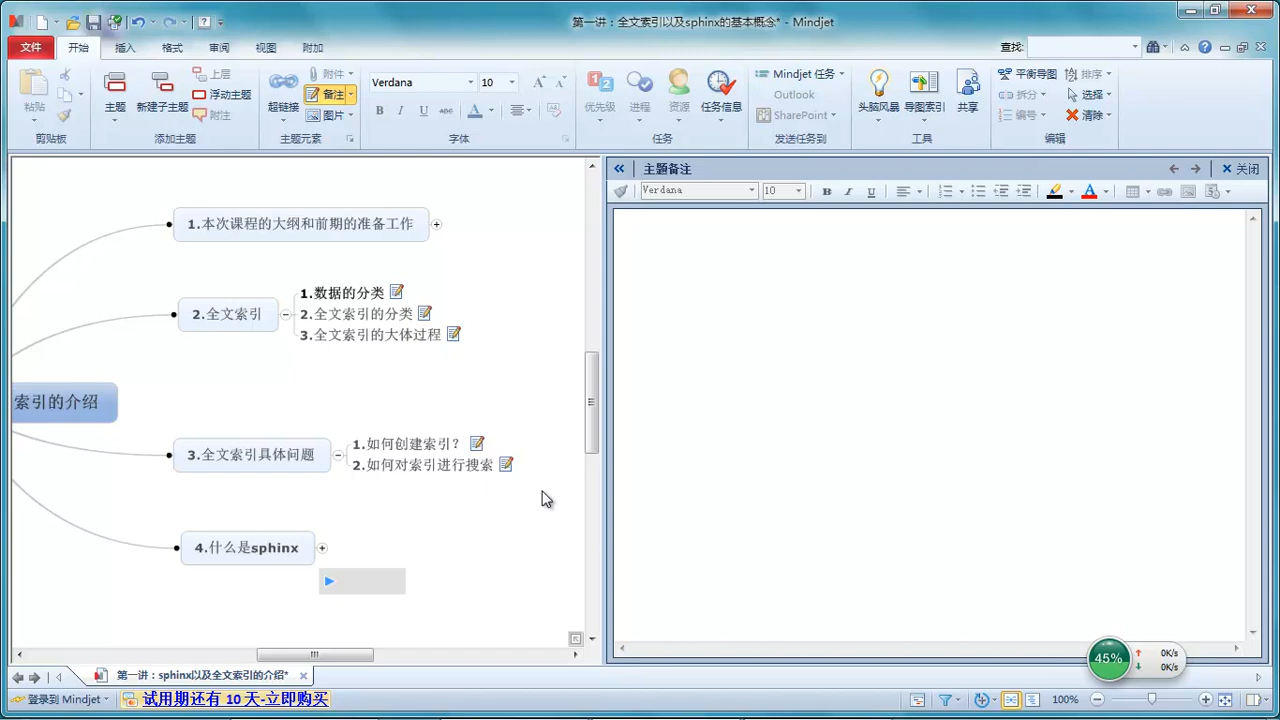 第一讲：全文索引以及sphinx的基本概念* - Mindjet
文件 开始 插入 格式 审阅 视图 附加 查找:
粘贴 主题 新建子主题 上层 浮动主题 附注 超链接 附件 备注 图片 Verdana 10 优先级 进程 资源 任务信息 Mindjet 任务 Outlook SharePoint 头脑风暴 导图索引 共享 平衡导图 拆分 编号 排序 选择 清除
剪贴板 添加主题 主题元素 字体 任务 发送任务到 工具 编辑
主题备注 关闭
Verdana 10
1.本次课程的大纲和前期的准备工作
2.全文索引
1.数据的分类
2.全文索引的分类
3.全文索引的大体过程
索引的介绍
3.全文索引具体问题
1.如何创建索引？
2.如何对索引进行搜索
4.什么是sphinx
45% 0K/s
0K/s
第一讲：sphinx以及全文索引的介绍*
登录到 Mindjet 试用期还有 10 天-立即购买 100%